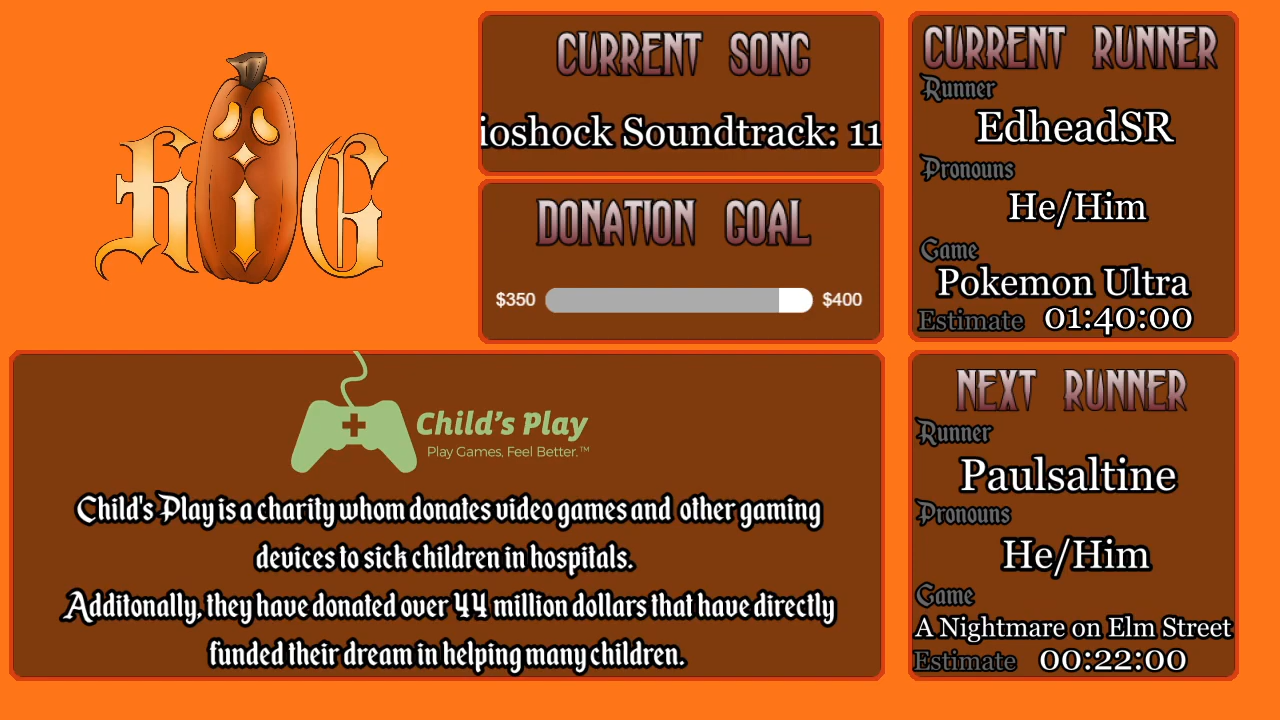 HiG
CURRENT SONG
ioshock Soundtrack: 11
DONATION GOAL
$350
$400
Child's Play
Play Games. Feel Better.™
Child's Play is a charity whom donates video games and other gaming
devices to sick children in hospitals.
Additonally, they have donated over 44 million dollars that have directly
funded their dream in helping many children.
CURRENT RUNNER
Runner
EdheadSR
Pronouns
He/Him
Game
Pokemon Ultra
Estimate 01:40:00
NEXT RUNNER
Runner
Paulsaltine
Pronouns
He/Him
Game
A Nightmare on Elm Street
Estimate 00:22:00